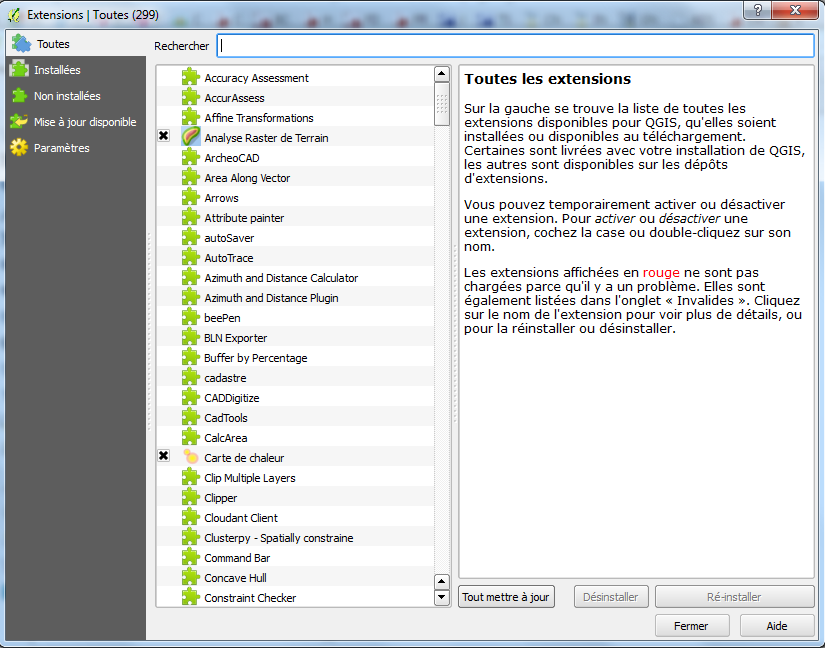 Extensions | Toutes (299)
?
Toutes
Installées
Non installées
Mise à jour disponible
Paramètres
Rechercher
Accuracy Assessment
AccurAssess
Affine Transformations
Analyse Raster de Terrain
ArcheoCAD
Area Along Vector
Arrows
Attribute painter
autoSaver
AutoTrace
Azimuth and Distance Calculator
Azimuth and Distance Plugin
beePen
BLN Exporter
Buffer by Percentage
cadastre
CADDigitize
CadTools
CalcArea
Carte de chaleur
Clip Multiple Layers
Clipper
Cloudant Client
Clusterpy - Spatially constraine
Command Bar
Concave Hull
Constraint Checker
Toutes les extensions
Sur la gauche se trouve la liste de toutes les
extensions disponibles pour QGIS, qu'elles soient
installées ou disponibles au téléchargement.
Certaines sont livrées avec votre installation de QGIS,
les autres sont disponibles sur les dépôts
d'extensions.
Vous pouvez temporairement activer ou désactiver
une extension. Pour activer ou désactiver une
extension, cochez la case ou double-cliquez sur son
nom.
Les extensions affichées en rouge ne sont pas
chargées parce qu'il y a un problème. Elles sont
également listées dans l'onglet « Invalides ». Cliquez
sur le nom de l'extension pour voir plus de détails, ou
pour la réinstaller ou désinstaller.
Tout mettre à jour
Désinstaller
Ré-installer
Fermer
Aide